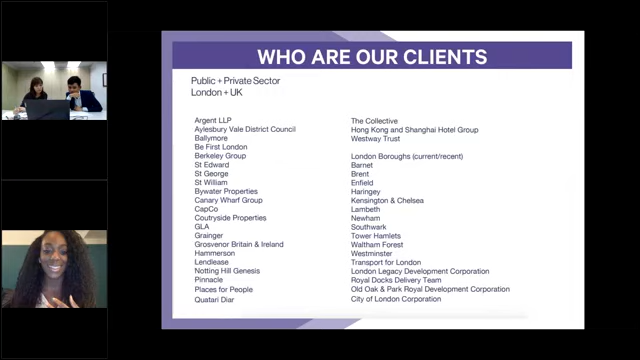 WHO ARE OUR CLIENTS
Public + Private Sector
London + UK
Argent LLP
Aylesbury Vale District Council
Ballymore
Be First London
Berkeley Group
St Edward
St George
St William
Bywater Properties
Canary Wharf Group
CapCo
Coutryside Properties
GLA
Grainger
Grosvenor Britain & Ireland
Hammerson
Lendlease
Notting Hill Genesis
Pinnacle
Places for People
Quatari Diar
The Collective
Hong Kong and Shanghai Hotel Group
Westway Trust
London Boroughs (current/recent)
Barnet
Brent
Enfield
Haringey
Kensington & Chelsea
Lambeth
Newham
Southwark
Tower Hamlets
Waltham Forest
Westminster
Transport for London
London Legacy Development Corporation
Royal Docks Delivery Team
Old Oak & Park Royal Development Corporation
City of London Corporation